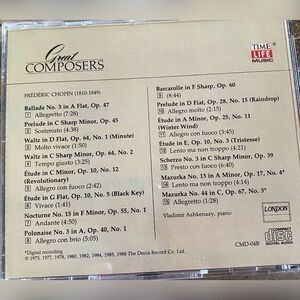 Great
COMPOSERS
TIME
LIFE
MUSIC
FRÉDÉRIC CHOPIN (1810-1849)
Ballade No. 3 in A Flat, Op. 47
1 Allegretto (7:28)
Prelude in C Sharp Minor, Op. 45
2 Sostenuto (4:38)
Waltz in D Flat, Op. 64, No. 1 (Minute)
3 Molto vivace (1:50)
Waltz in C Sharp Minor, Op. 64, No. 2
4 Tempo giusto (3:25)
Étude in C Minor, Op. 10, No. 12
(Revolutionary)
5 Allegro con fuoco (2:42)
Étude in G Flat, Op. 10, No. 5 (Black Key)
6 Vivace (1:41)
Nocturne No. 15 in F Minor, Op. 55, No. 1
7 Andante (4:50)
Polonaise No. 3 in A, Op. 40, No. 1
8 Allegro con brio (5:05)
*Digital recording
℗ 1975, 1977, 1978, 1980, 1984, 1985, 1988 The Decca Record Co. Ltd.
Barcarolle in F Sharp, Op. 60
9 (8:44)
Prelude in D Flat, Op. 28, No. 15 (Raindrop)
10 Allegro molto (5:21)
Étude in A Minor, Op. 25, No. 11
(Winter Wind)
11 Allegro con fuoco (3:45)
Étude in E, Op. 10, No. 3 (Tristesse)
12 Lento ma non troppo (4:21)
Scherzo No. 3 in C Sharp Minor, Op. 39
13 Presto con fuoco (6:40)
Mazurka No. 13 in A Minor, Op. 17, No. 4*
14 Lento ma non troppo (4:24)
Mazurka No. 44 in C, Op. 67, No. 3*
15 Allegretto (1:28)
Vladimir Ashkenazy, piano
LONDON
COMPACT
disc
DIGITAL AUDIO
CMD-04B